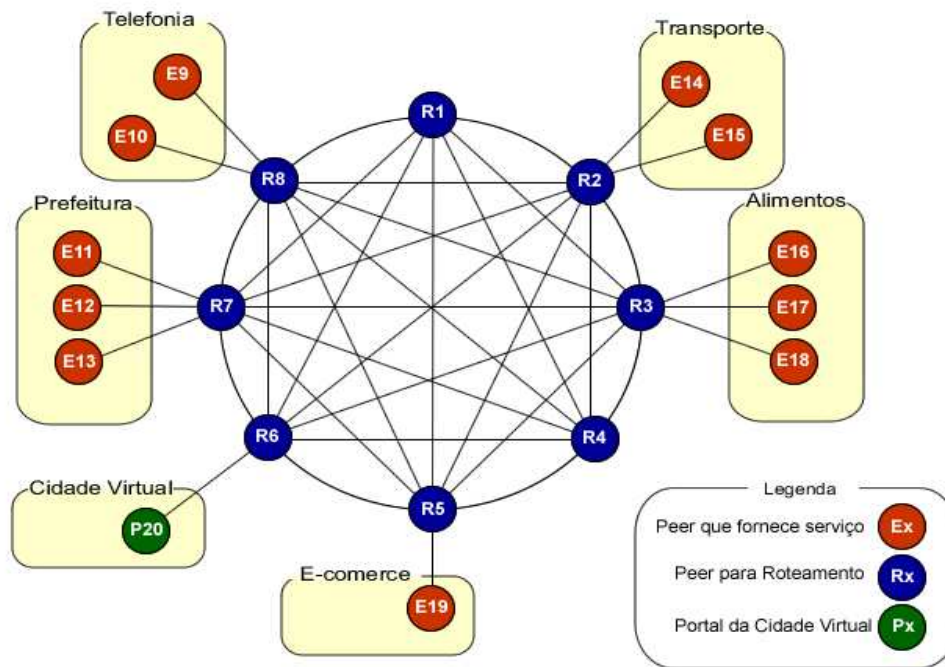 Telefonia
Transporte
E9
E14
E10
E15
R1
R8
R2
Prefeitura
Alimentos
E11
E16
E12
R7
R3
E17
E13
E18
R6
R4
Cidade Virtual
R5
P20
E-comerce
E19
Legenda
Peer que fornece serviço
Ex
Peer para Roteamento
Rx
Portal da Cidade Virtual
Px